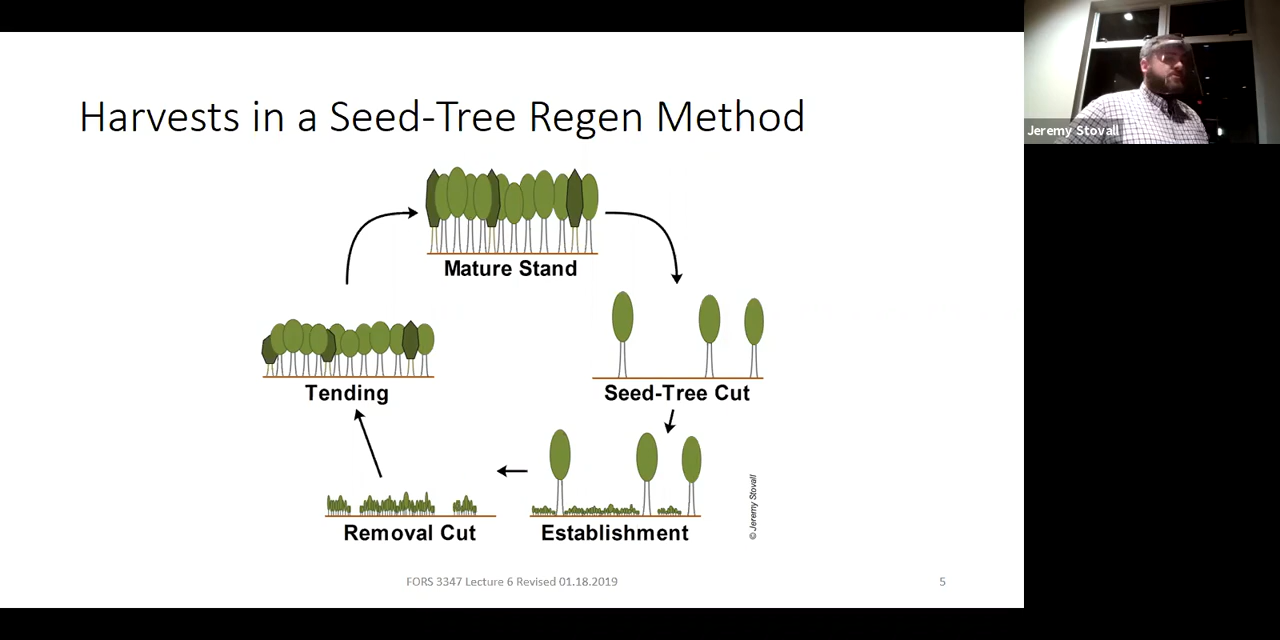 Harvests in a Seed-Tree Regen Method
Jeremy Stovall
Mature Stand
Tending
Seed-Tree Cut
Removal Cut
Establishment
© Jeremy Stovall
FORS 3347 Lecture 6 Revised 01.18.2019
5